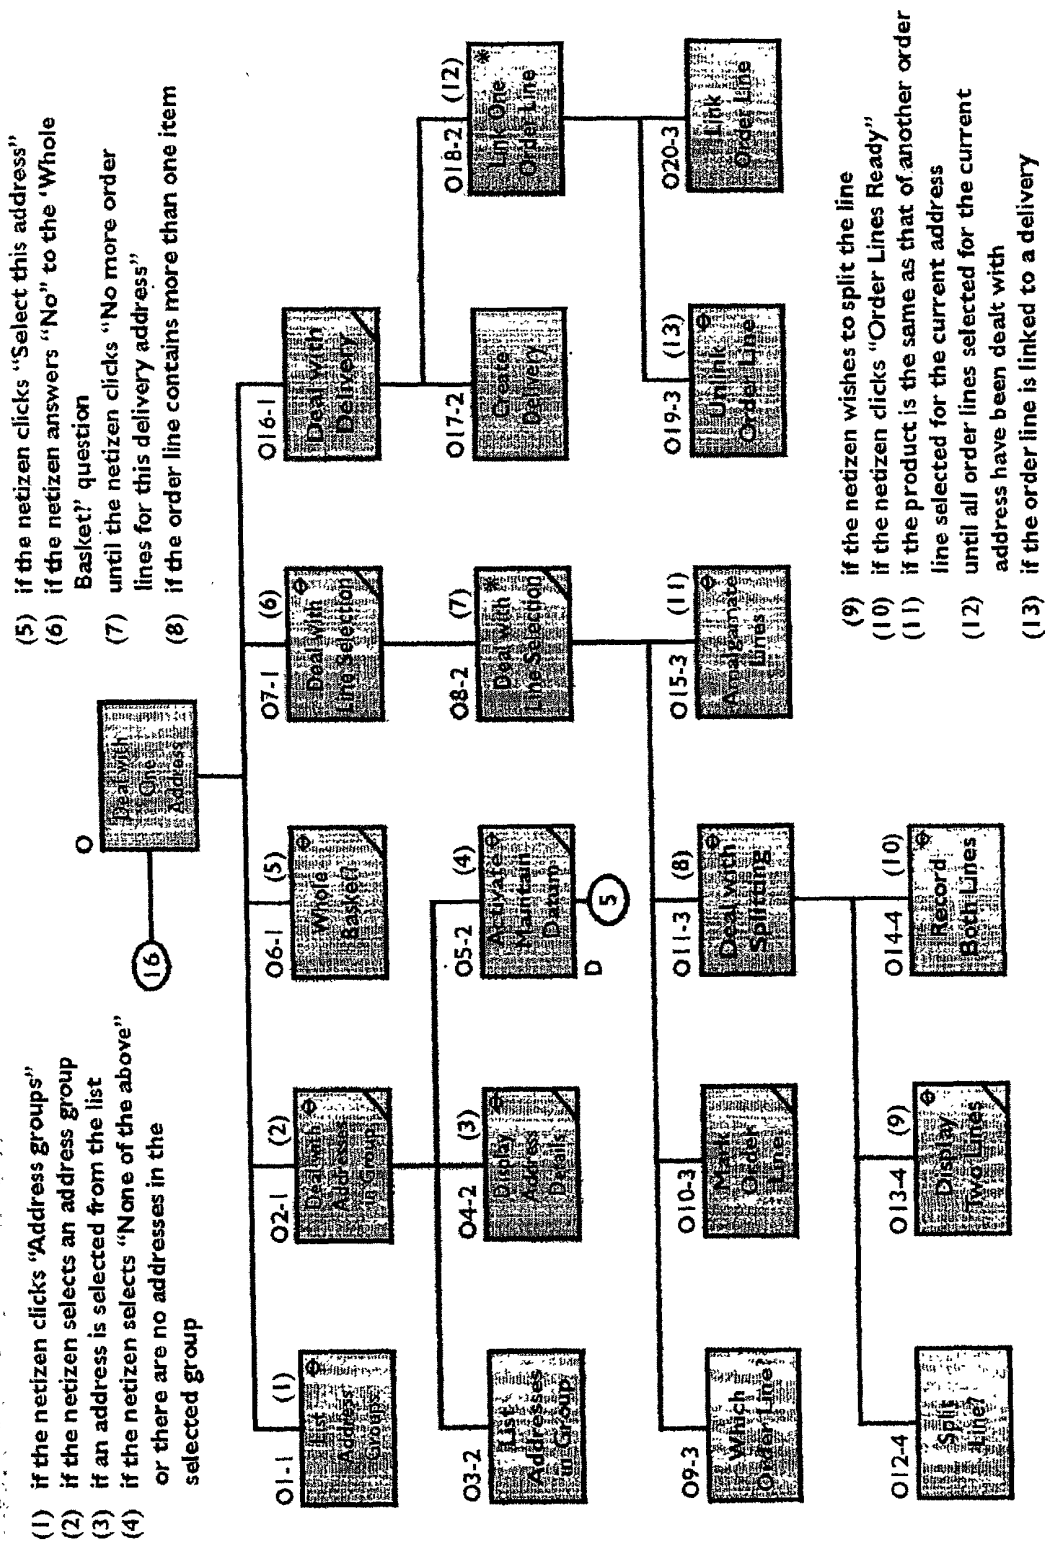 (1) if the netizen clicks “Address groups”
(2) if the netizen selects an address group
(3) if an address is selected from the list
(4) if the netizen selects “None of the above”
or there are no addresses in the
selected group
(5) if the netizen clicks “Select this address”
(6) if the netizen answers “No” to the ‘Whole
Basket?’ question
(7) until the netizen clicks “No more order
lines for this delivery address”
(8) if the order line contains more than one item
O
Deal with
One
Address
16
O1-1 (1)
List
Address
Groups
O2-1 (2)
Deal with
Addresses
in Group
O6-1 (5)
Whole
Basket?
O7-1 (6)
Deal with
Line Selection
O16-1
Deal with
Delivery
O3-2
List
Addresses
in Group
O4-2 (3)
Display
Address
Details
O5-2 (4)
Activate
Maintain
Datum
D
5
O8-2 (7)
Deal with *
Line Selection
O17-2
Create
Delivery
O18-2 (12)
*
Link One
Order Line
O9-3
Which
Order Line?
O10-3
Mark
Order
Line
O11-3 (8)
Deal with
Splitting
O15-3 (11)
Amalgamate
Lines
O19-3 (13)
Unlink
Order Line
O20-3
Link
Order Line
O12-4
Split
Line?
O13-4 (9)
Display
Two Lines
O14-4 (10)
Record
Both Lines
(9) if the netizen wishes to split the line
(10) if the netizen clicks “Order Lines Ready”
(11) if the product is the same as that of another order
line selected for the current address
(12) until all order lines selected for the current
address have been dealt with
(13) if the order line is linked to a delivery